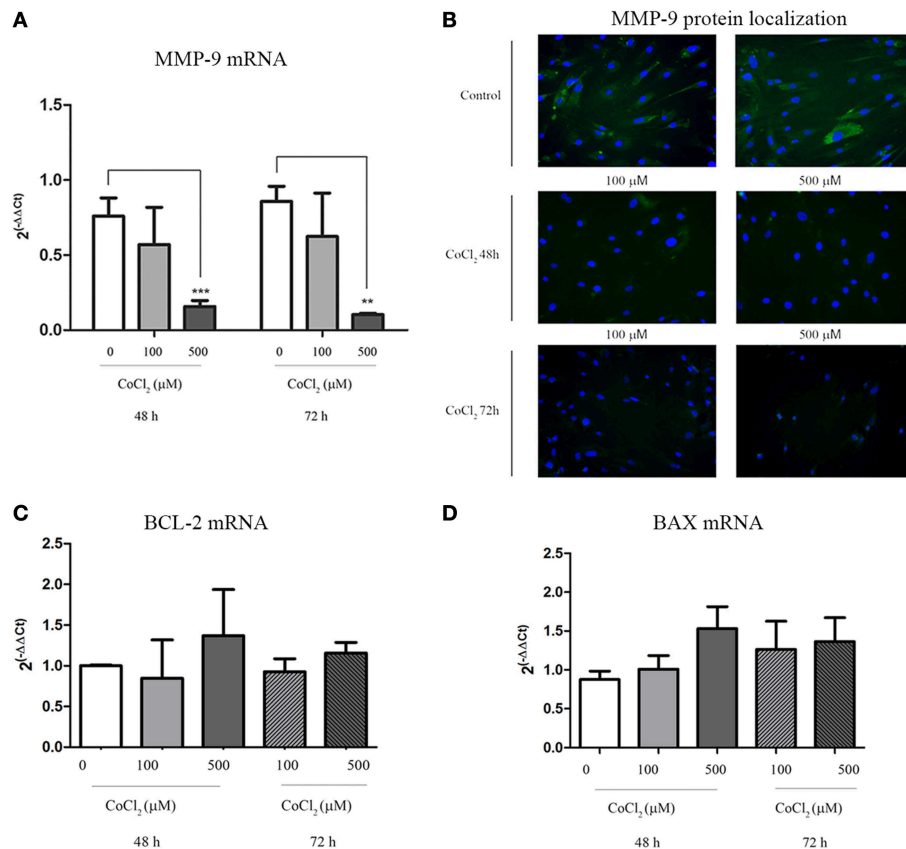 A
MMP-9 mRNA
2(-ΔΔCt)
1.5
1.0
0.5
0.0
***
**
0 100 500 0 100 500
CoCl2 (μM) CoCl2 (μM)
48 h 72 h
B
MMP-9 protein localization
Control
100 μM 500 μM
CoCl2 48h
100 μM 500 μM
CoCl2 72h
C
BCL-2 mRNA
2(-ΔΔCt)
2.5
2.0
1.5
1.0
0.5
0.0
0 100 500 100 500
CoCl2 (μM) CoCl2 (μM)
48 h 72 h
D
BAX mRNA
2(-ΔΔCt)
2.5
2.0
1.5
1.0
0.5
0.0
0 100 500 100 500
CoCl2 (μM) CoCl2 (μM)
48 h 72 h